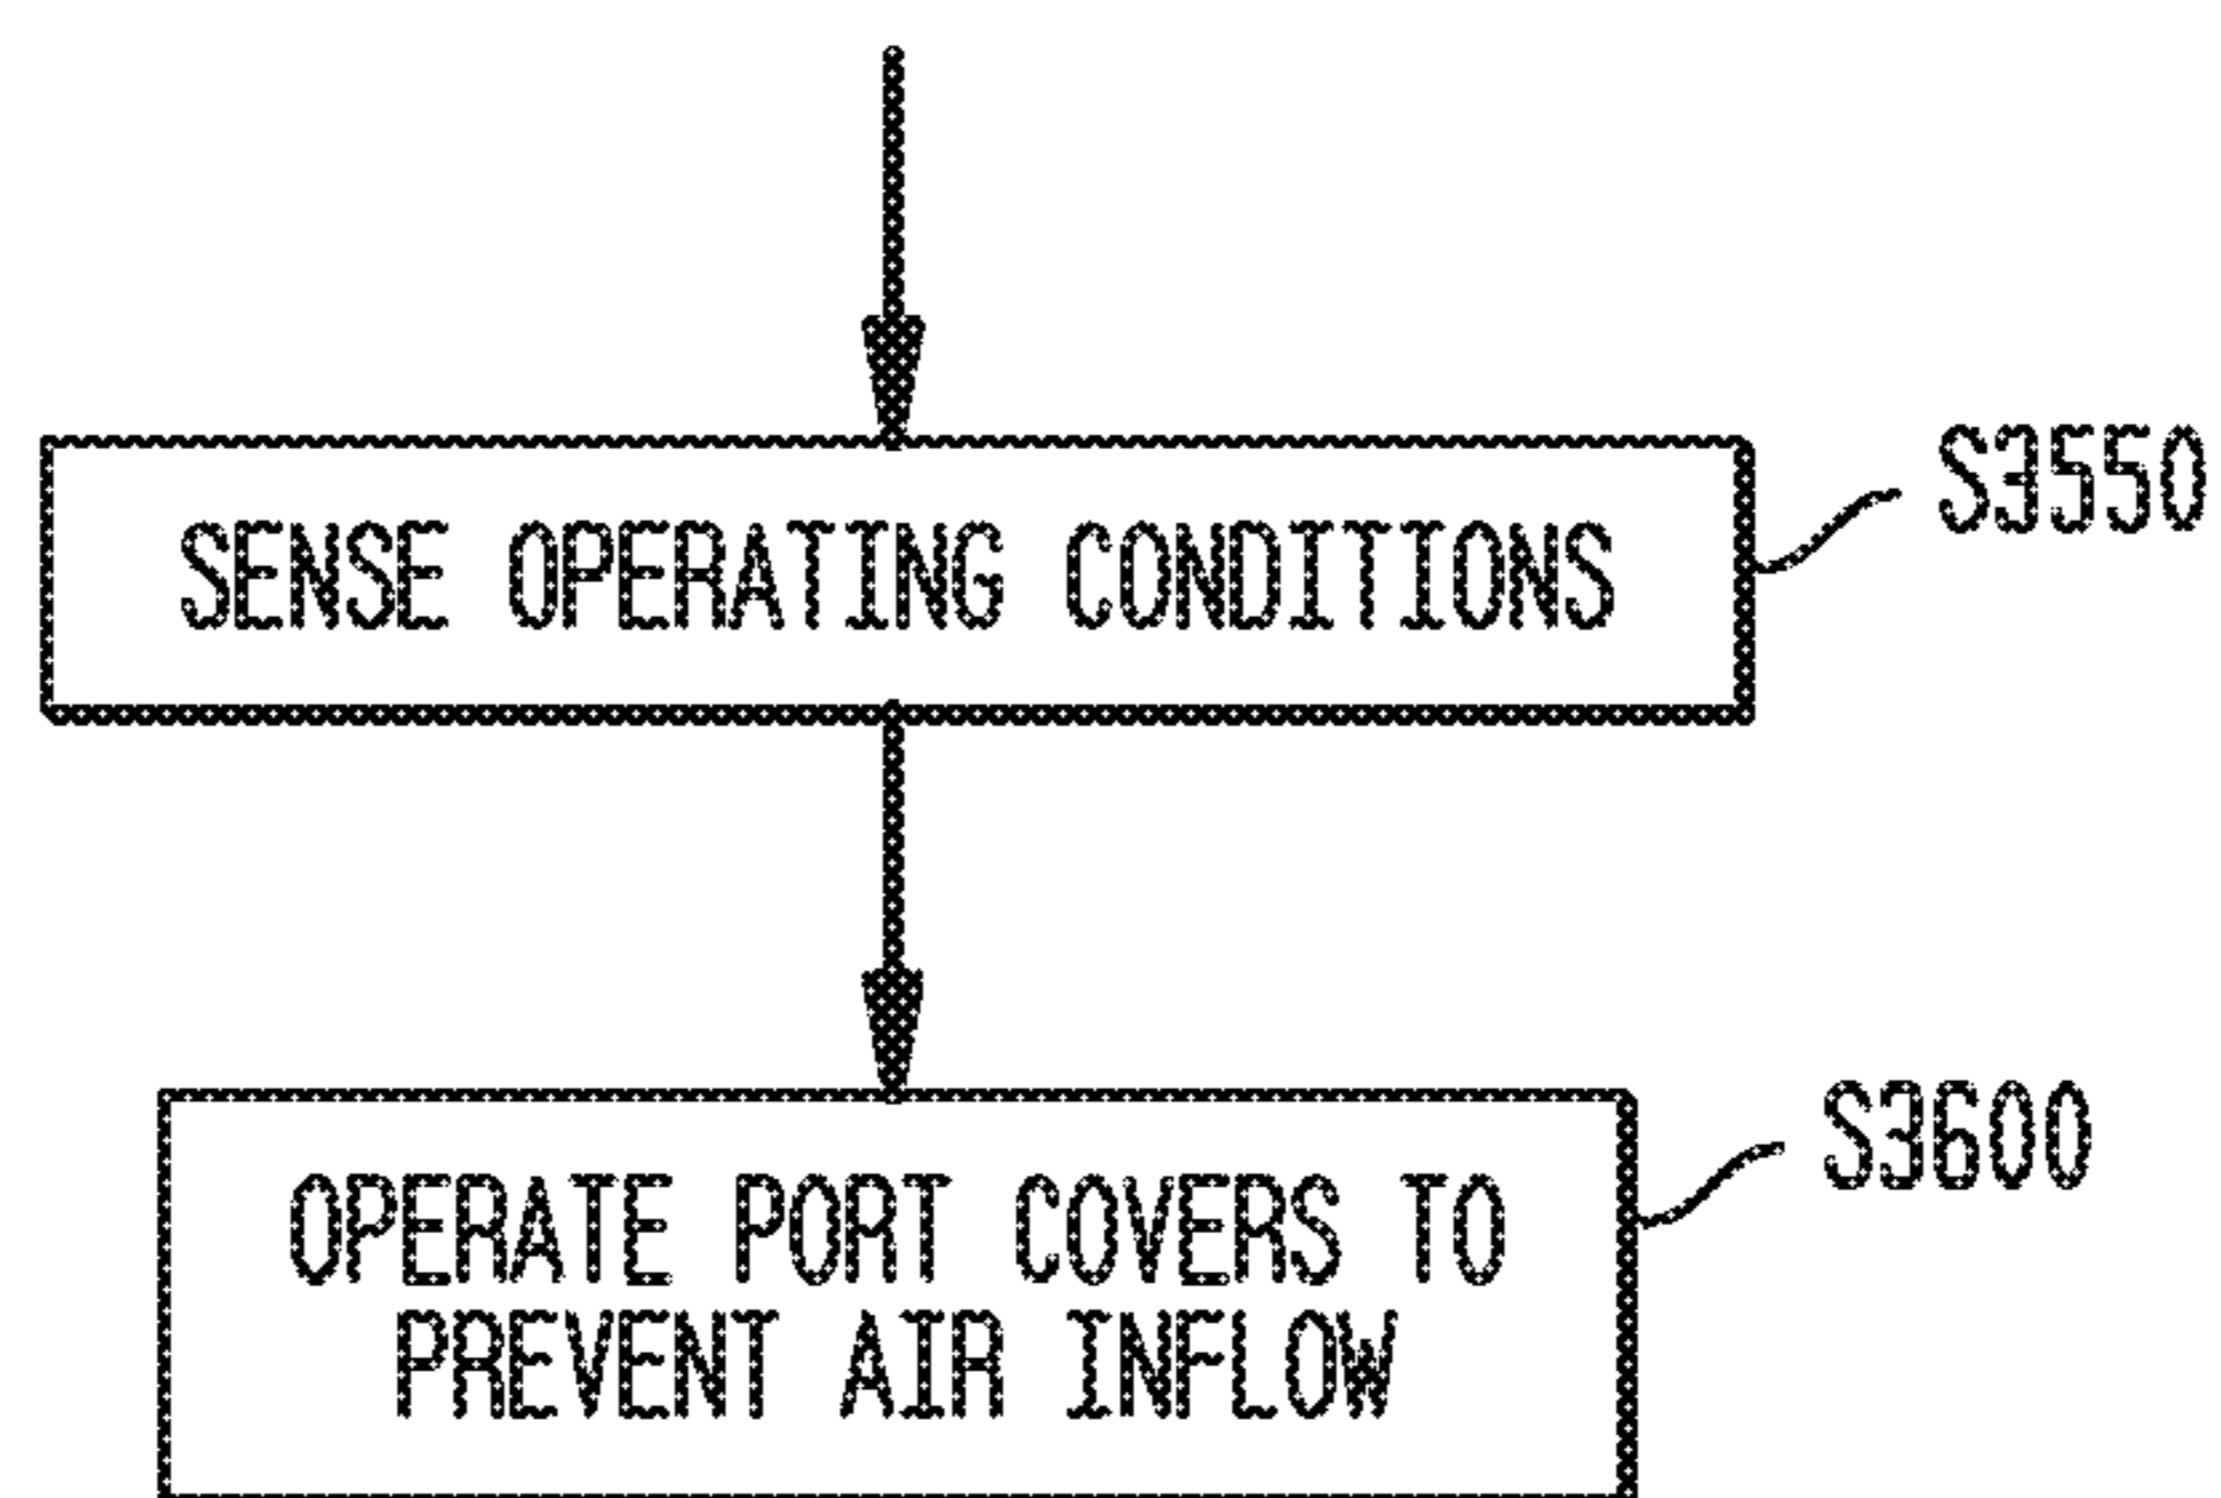 S3550
SENSE OPERATING CONDITIONS
S3600
OPERATE PORT COVERS TO
PREVENT AIR INFLOW